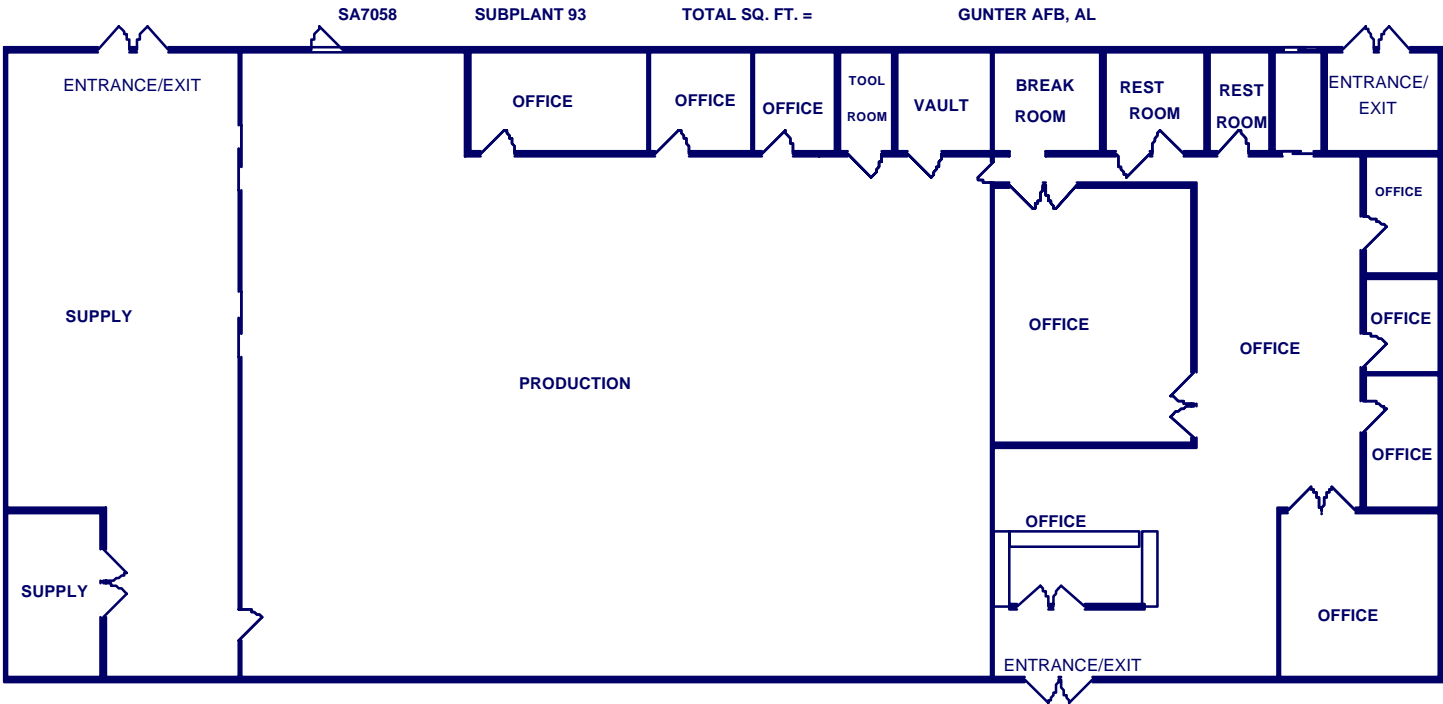 SA7058 SUBPLANT 93 TOTAL SQ. FT. = GUNTER AFB, AL
ENTRANCE/EXIT
OFFICE
OFFICE
OFFICE
TOOL
ROOM
VAULT
BREAK
ROOM
REST
ROOM
REST
ROOM
ENTRANCE/
EXIT
OFFICE
SUPPLY
OFFICE
OFFICE
OFFICE
PRODUCTION
OFFICE
OFFICE
SUPPLY
OFFICE
ENTRANCE/EXIT